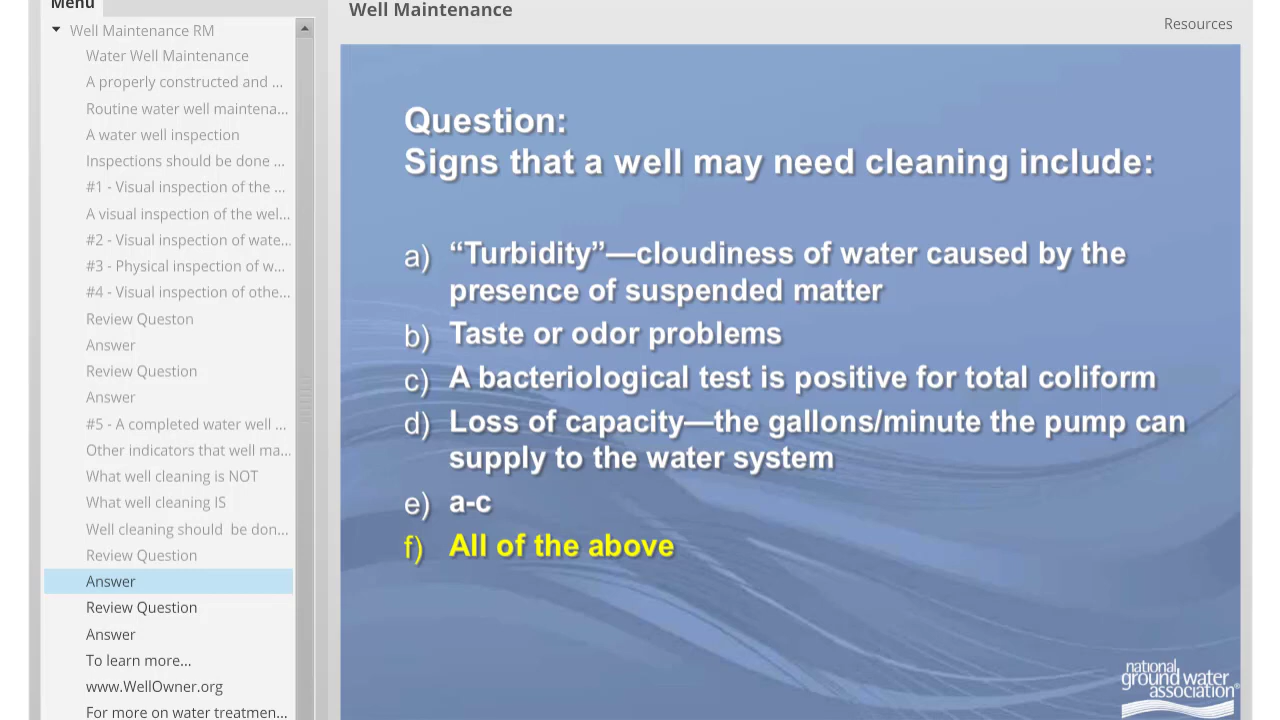 Menu
Well Maintenance RM
Water Well Maintenance
A properly constructed and ...
Routine water well maintena...
A water well inspection
Inspections should be done ...
#1 - Visual inspection of the ...
A visual inspection of the wel...
#2 - Visual inspection of wate...
#3 - Physical inspection of w...
#4 - Visual inspection of othe...
Review Queston
Answer
Review Question
Answer
#5 - A completed water well ...
Other indicators that well ma...
What well cleaning is NOT
What well cleaning IS
Well cleaning should  be don...
Review Question
Answer
Review Question
Answer
To learn more...
www.WellOwner.org
For more on water treatmen...
Well Maintenance
Resources
Question:
Signs that a well may need cleaning include:
a) “Turbidity”—cloudiness of water caused by the
presence of suspended matter
b) Taste or odor problems
c) A bacteriological test is positive for total coliform
d) Loss of capacity—the gallons/minute the pump can
supply to the water system
e) a-c
f) All of the above
national
ground water
association®